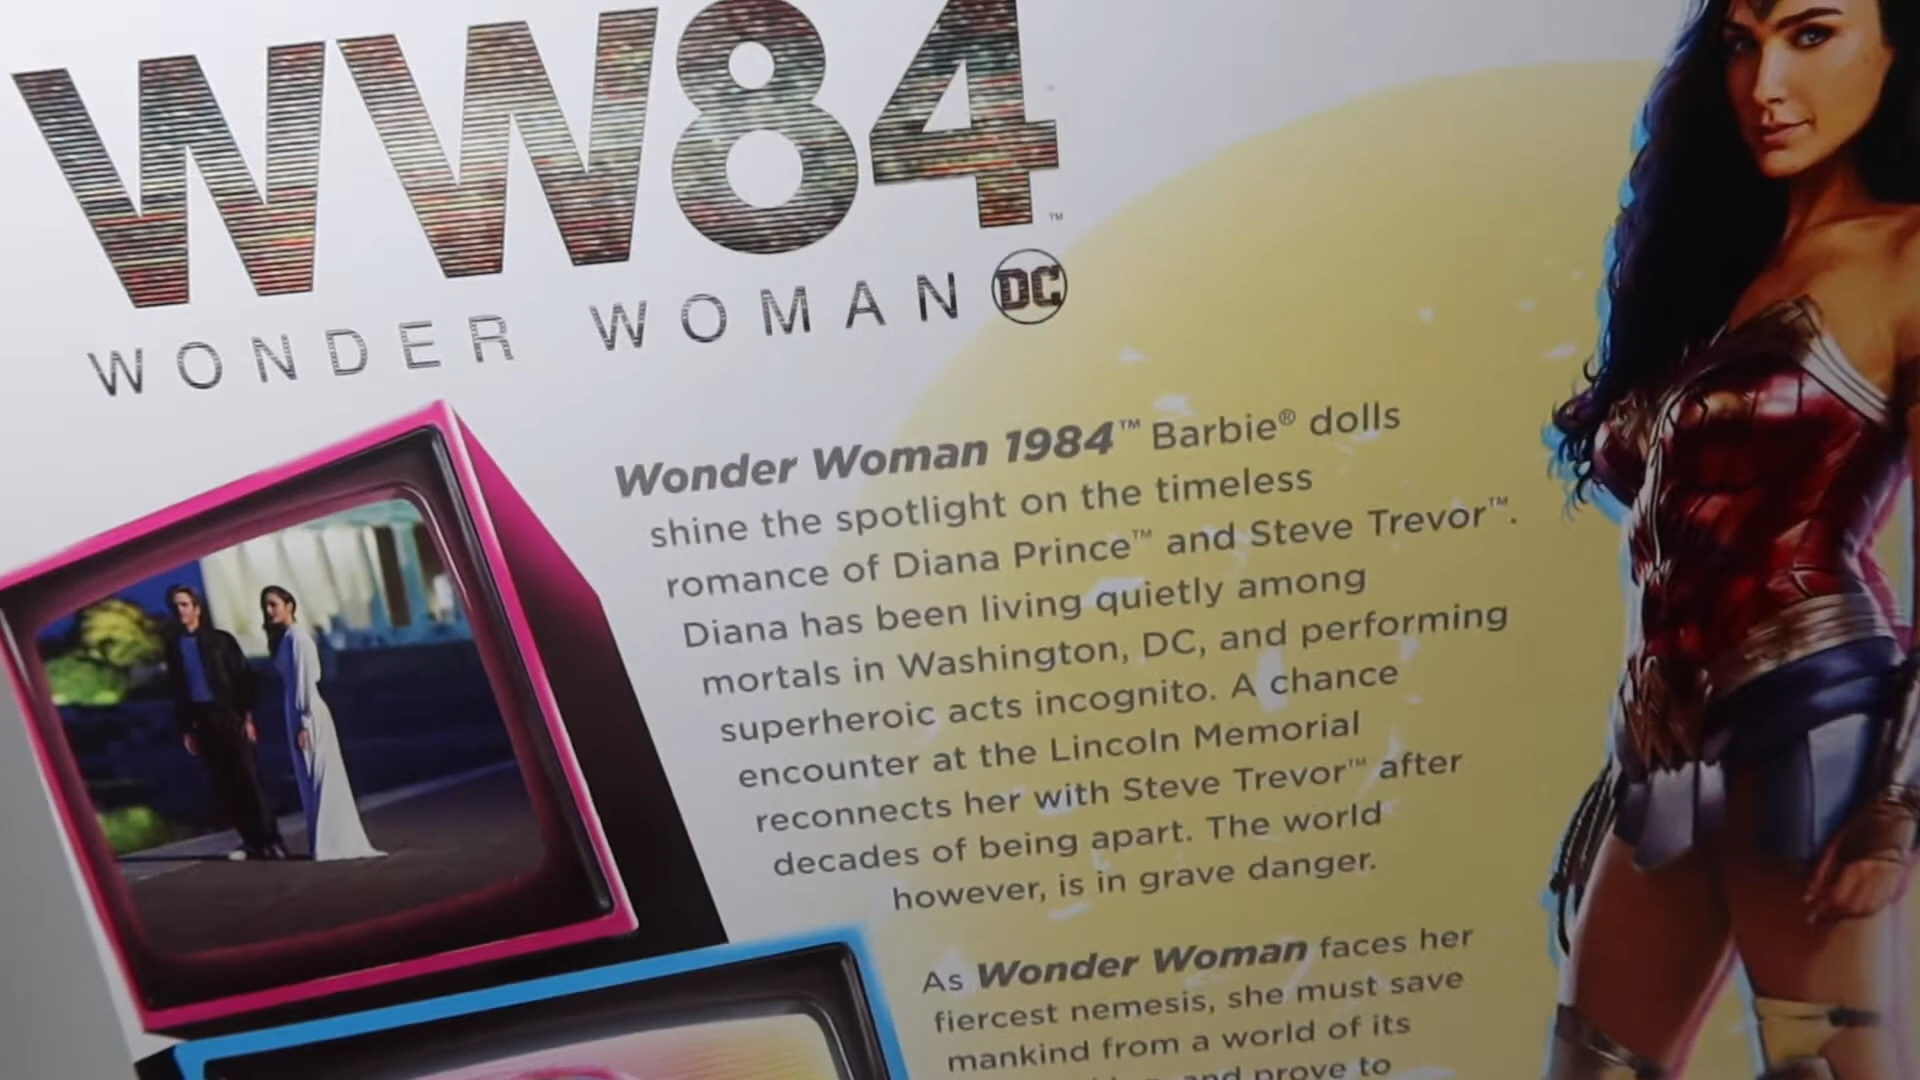 WW84™
WONDER WOMAN DC
Wonder Woman 1984™ Barbie® dolls
shine the spotlight on the timeless
romance of Diana Prince™ and Steve Trevor™.
Diana has been living quietly among
mortals in Washington, DC, and performing
superheroic acts incognito. A chance
encounter at the Lincoln Memorial
reconnects her with Steve Trevor™ after
decades of being apart. The world
however, is in grave danger.
As Wonder Woman faces her
fiercest nemesis, she must save
mankind from a world of its
and prove to